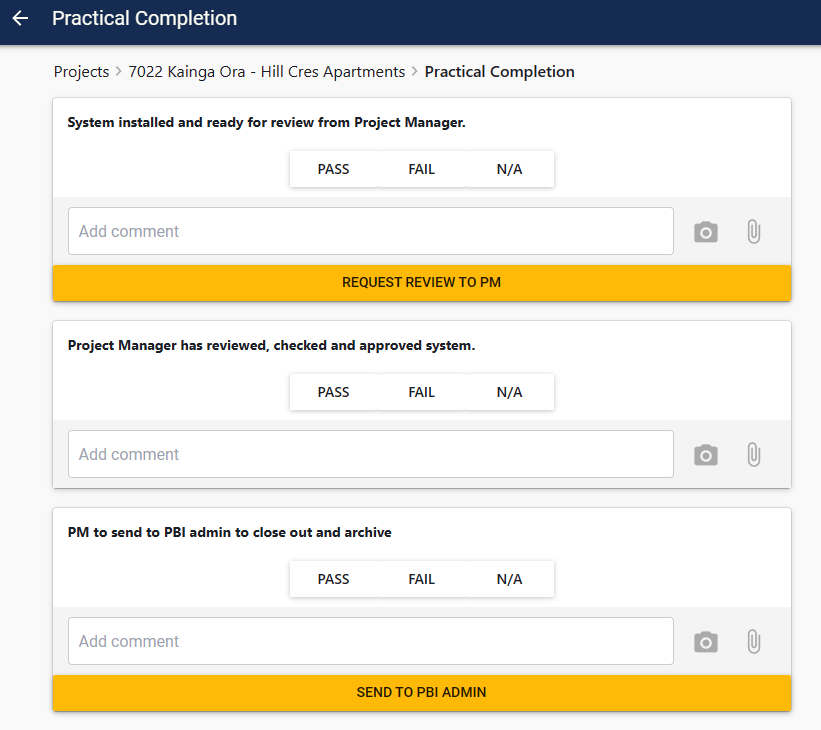 Practical Completion
Projects > 7022 Kainga Ora - Hill Cres Apartments > Practical Completion
System installed and ready for review from Project Manager.
PASS FAIL N/A
Add comment
REQUEST REVIEW TO PM
Project Manager has reviewed, checked and approved system.
PASS FAIL N/A
Add comment
PM to send to PBI admin to close out and archive
PASS FAIL N/A
Add comment
SEND TO PBI ADMIN